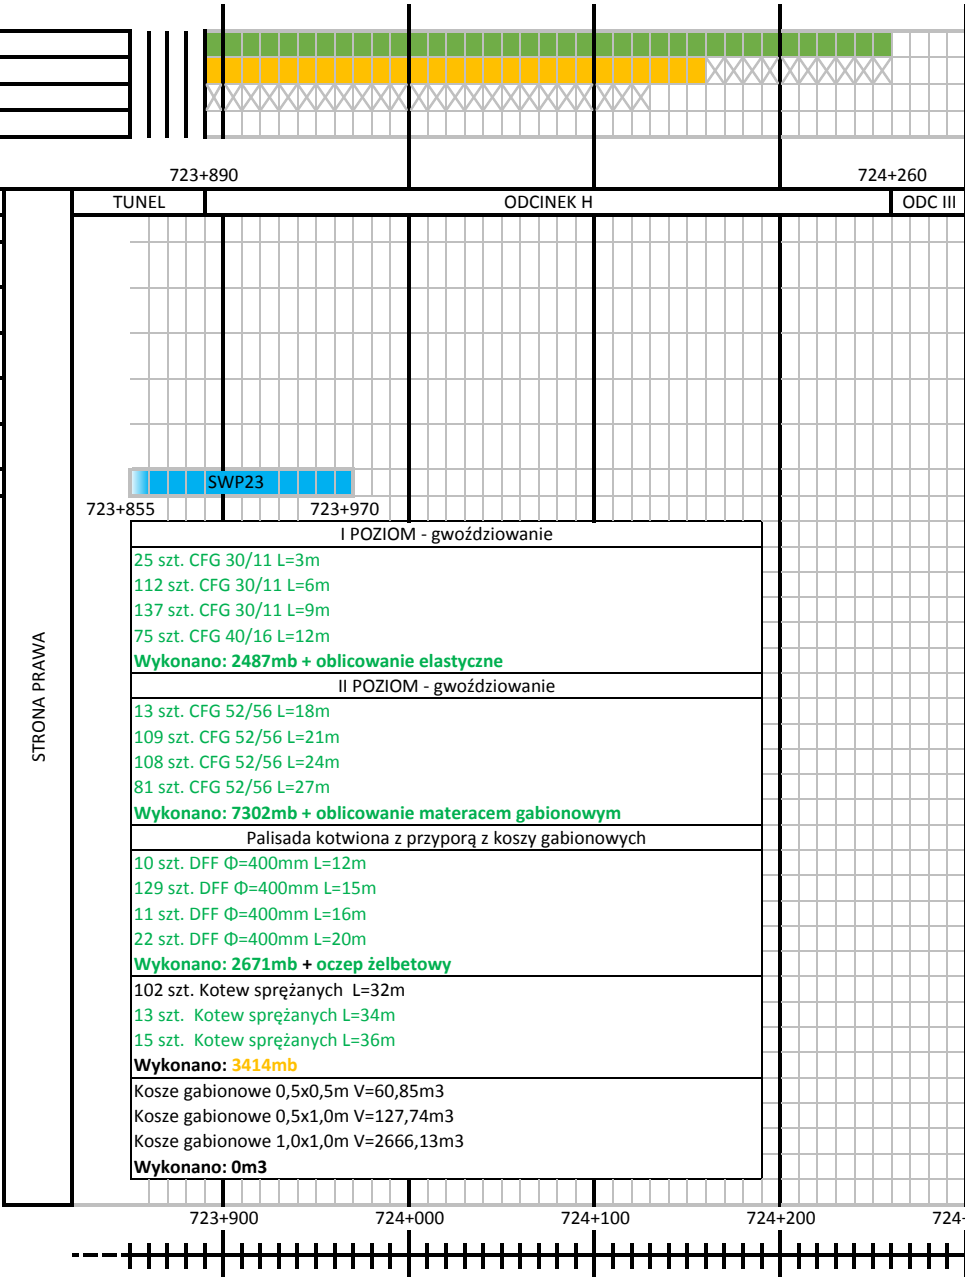 723+890
724+260
TUNEL
ODCINEK H
ODC III
STRONA PRAWA
SWP23
723+855
723+970
I POZIOM - gwoździowanie
25 szt. CFG 30/11 L=3m
112 szt. CFG 30/11 L=6m
137 szt. CFG 30/11 L=9m
75 szt. CFG 40/16 L=12m
Wykonano: 2487mb + oblicowanie elastyczne
II POZIOM - gwoździowanie
13 szt. CFG 52/56 L=18m
109 szt. CFG 52/56 L=21m
108 szt. CFG 52/56 L=24m
81 szt. CFG 52/56 L=27m
Wykonano: 7302mb + oblicowanie materacem gabionowym
Palisada kotwiona z przyporą z koszy gabionowych
10 szt. DFF Φ=400mm L=12m
129 szt. DFF Φ=400mm L=15m
11 szt. DFF Φ=400mm L=16m
22 szt. DFF Φ=400mm L=20m
Wykonano: 2671mb + oczep żelbetowy
102 szt. Kotew sprężanych L=32m
13 szt. Kotew sprężanych L=34m
15 szt. Kotew sprężanych L=36m
Wykonano: 3414mb
Kosze gabionowe 0,5x0,5m V=60,85m3
Kosze gabionowe 0,5x1,0m V=127,74m3
Kosze gabionowe 1,0x1,0m V=2666,13m3
Wykonano: 0m3
723+900
724+000
724+100
724+200
724+